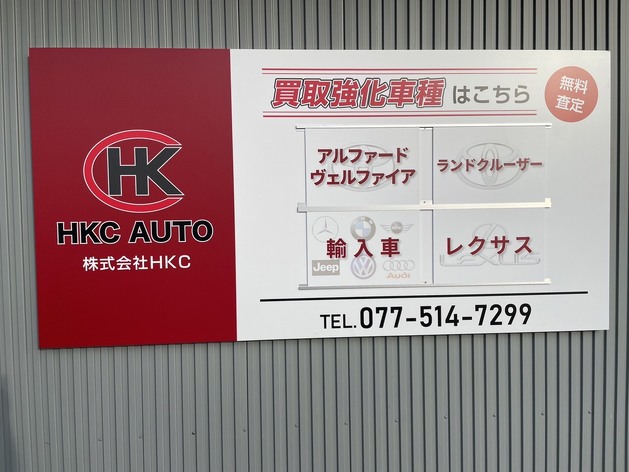 HK
HKC AUTO
株式会社HKC
買取強化車種はこちら
無料
査定
アルファード
ヴェルファイア
ランドクルーザー
輸入車
Jeep
Audi
レクサス
TEL.077-514-7299